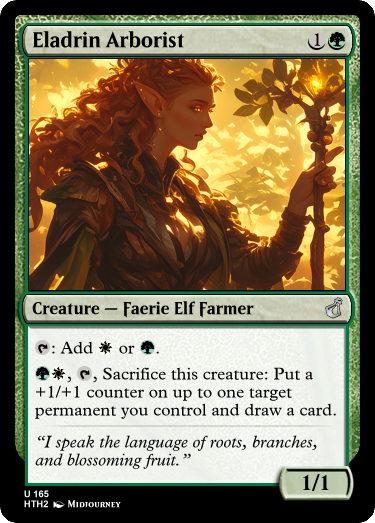 Eladrin Arborist 1
Creature — Faerie Elf Farmer
: Add or .
, , Sacrifice this creature: Put a
+1/+1 counter on up to one target
permanent you control and draw a card.
“I speak the language of roots, branches,
and blossoming fruit.”
1/1
U 165
HTH2 Midjourney